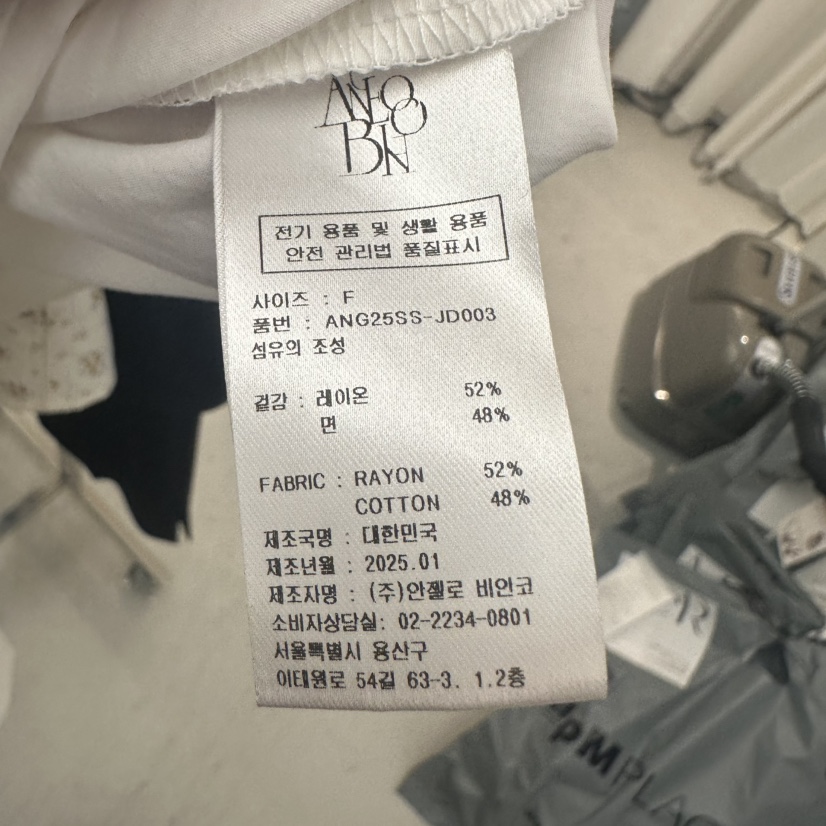 전기 용품 및 생활 용품
안전 관리법 품질표시
사이즈 : F
품번 : ANG25SS-JD003
섬유의 조성
겉감 : 레이온 52%
면 48%
FABRIC : RAYON 52%
COTTON 48%
제조국명 : 대한민국
제조년월 : 2025.01
제조자명 : (주)안젤로 비안코
소비자상담실: 02-2234-0801
서울특별시 용산구
이태원로 54길 63-3. 1.2층
PMPLAC